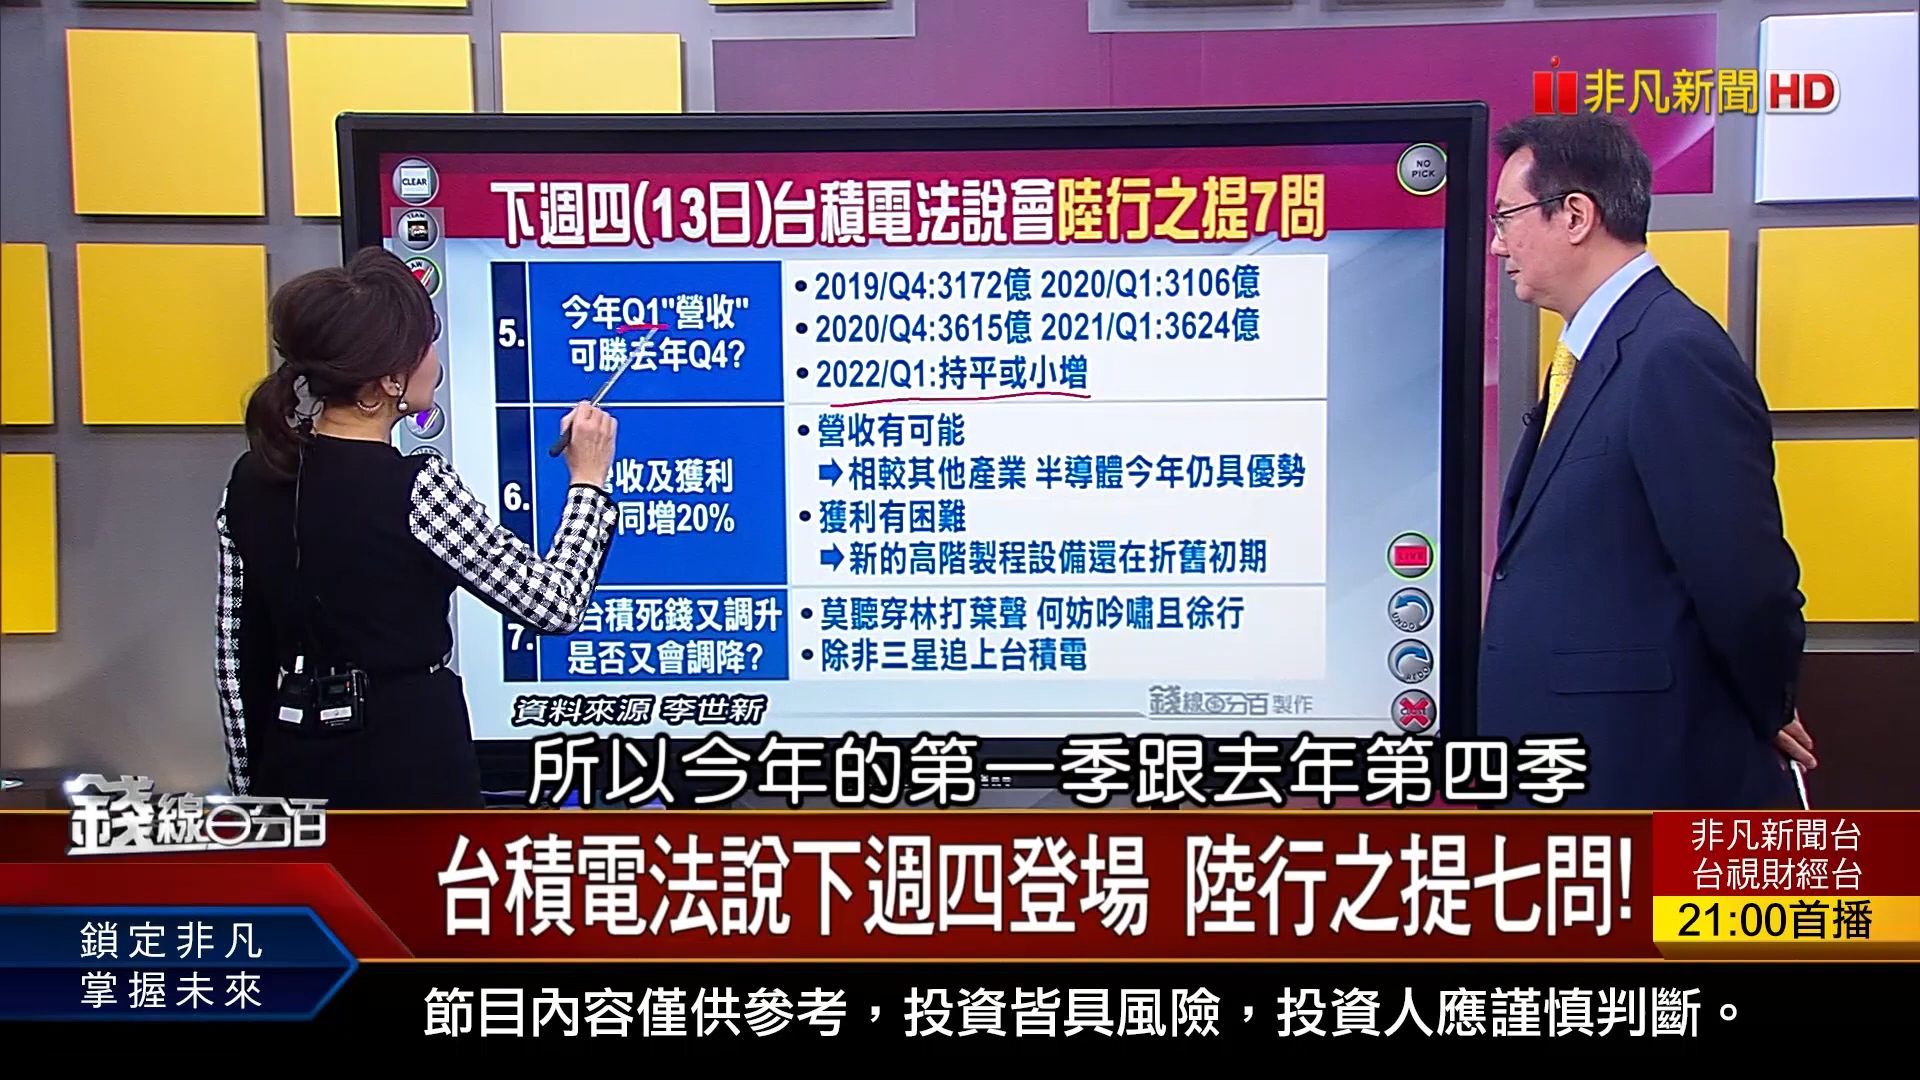 非凡新聞HD
CLEAR
NO PICK
下週四(13日)台積電法說會陸行之提7問
5.
今年Q1"營收"
可勝去年Q4?
•2019/Q4:3172億 2020/Q1:3106億
•2020/Q4:3615億 2021/Q1:3624億
•2022/Q1:持平或小增
6.
收及獲利
同增20%
•營收有可能
➡相較其他產業 半導體今年仍具優勢
•獲利有困難
➡新的高階製程設備還在折舊初期
LIVE
7.
台積死錢又調升
是否又會調降?
•莫聽穿林打葉聲 何妨吟嘯且徐行
•除非三星追上台積電
UNDO
REDO
資料來源 李世新
錢線百分百製作
所以今年的第一季跟去年第四季
錢線百分百
台積電法說下週四登場 陸行之提七問!
非凡新聞台
台視財經台
21:00首播
鎖定非凡
掌握未來
節目內容僅供參考，投資皆具風險，投資人應謹慎判斷。